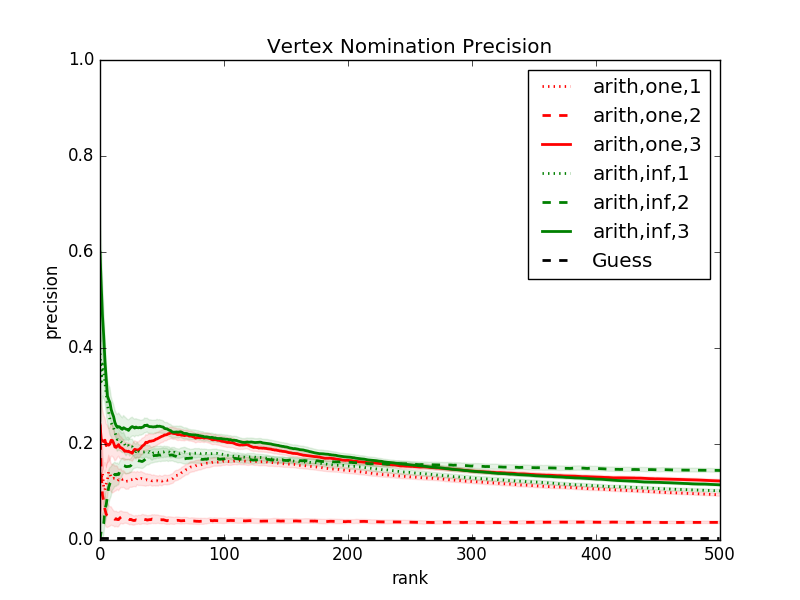 Vertex Nomination Precision
1.0
0.8
0.6
0.4
0.2
0.0
precision
arith,one,1
arith,one,2
arith,one,3
arith,inf,1
arith,inf,2
arith,inf,3
Guess
0 100 200 300 400 500
rank